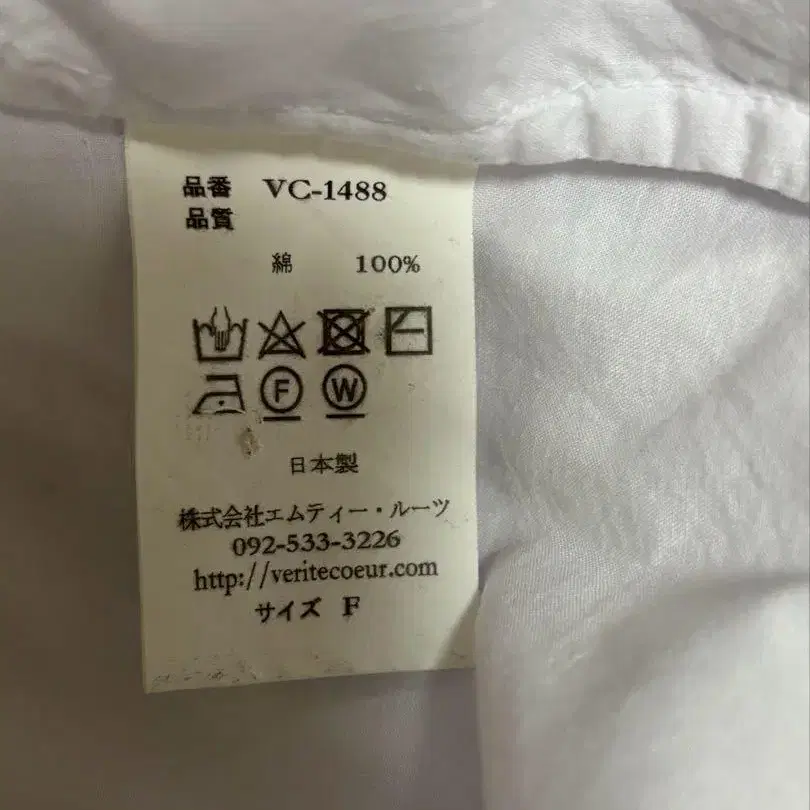 品番 VC-1488
品質
綿 100%
F W
日本製
株式会社エムティー・ルーツ
092-533-3226
http://veritecoeur.com
サイズ F